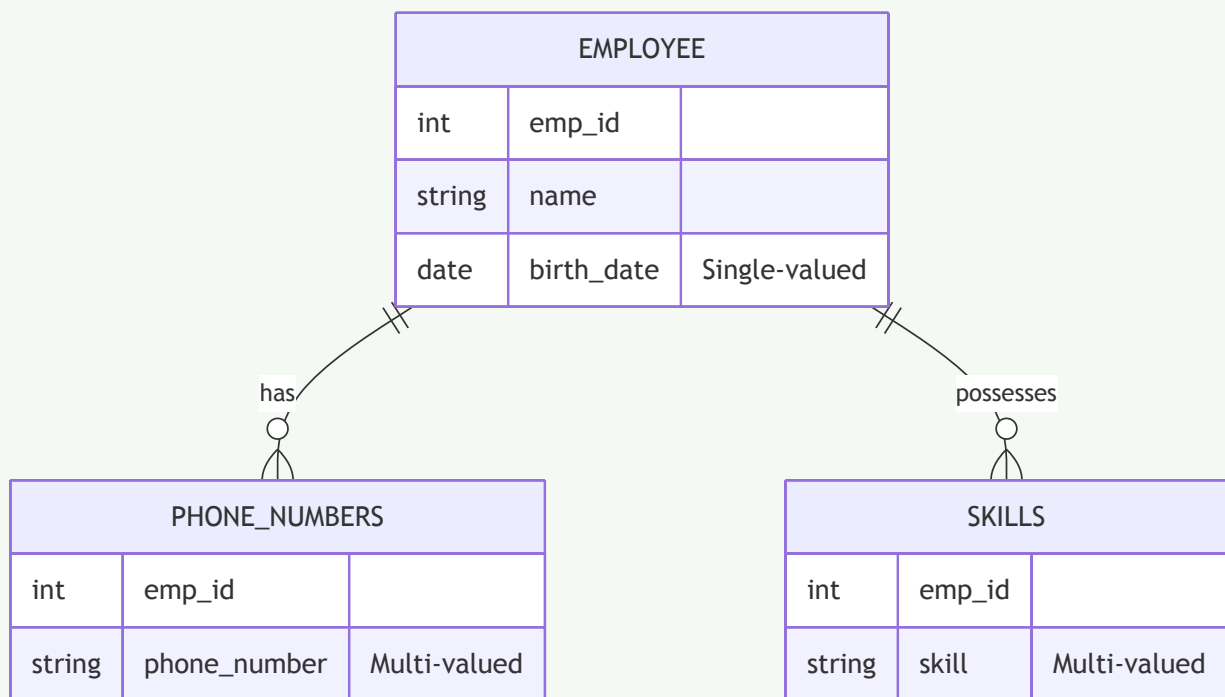 EMPLOYEE
int emp_id
string name
date birth_date Single-valued
has
possesses
PHONE_NUMBERS
int emp_id
string phone_number Multi-valued
SKILLS
int emp_id
string skill Multi-valued